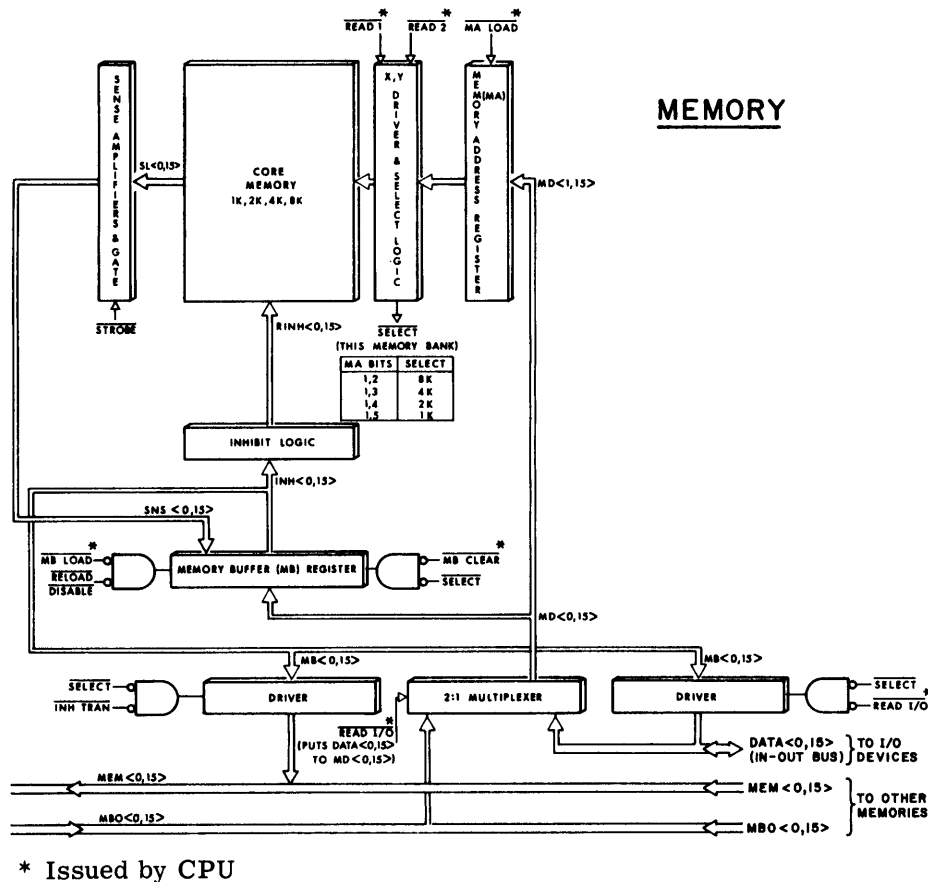 READ 1*
READ 2*
MA LOAD*
MEMORY
SENSE AMPLIFIERS & GATE
SL<0,15>
CORE
MEMORY
1K, 2K, 4K, 8K
X, Y DRIVER & SELECT LOGIC
MEMORY ADDRESS REGISTER
(MA)
MD<1,15>
STROBE
RINH<0,15>
SELECT
(THIS MEMORY BANK)
MA BITS SELECT
1,2 8K
1,3 4K
1,4 2K
1,5 1K
INHIBIT LOGIC
INH<0,15>
SNS <0,15>
MB LOAD*
RELOAD
DISABLE
MEMORY BUFFER (MB) REGISTER
MB CLEAR*
SELECT
MD<0,15>
MB<0,15>
MB<0,15>
SELECT
INH TRAN
DRIVER
2:1 MULTIPLEXER
DRIVER
SELECT
READ I/O*
READ I/O*
(PUTS DATA<0,15>
TO MD<0,15>)
DATA<0,15>
(IN-OUT BUS)
TO I/O
DEVICES
MEM<0,15>
MEM<0,15>
TO OTHER
MEMORIES
MBO<0,15>
MBO<0,15>
* Issued by CPU